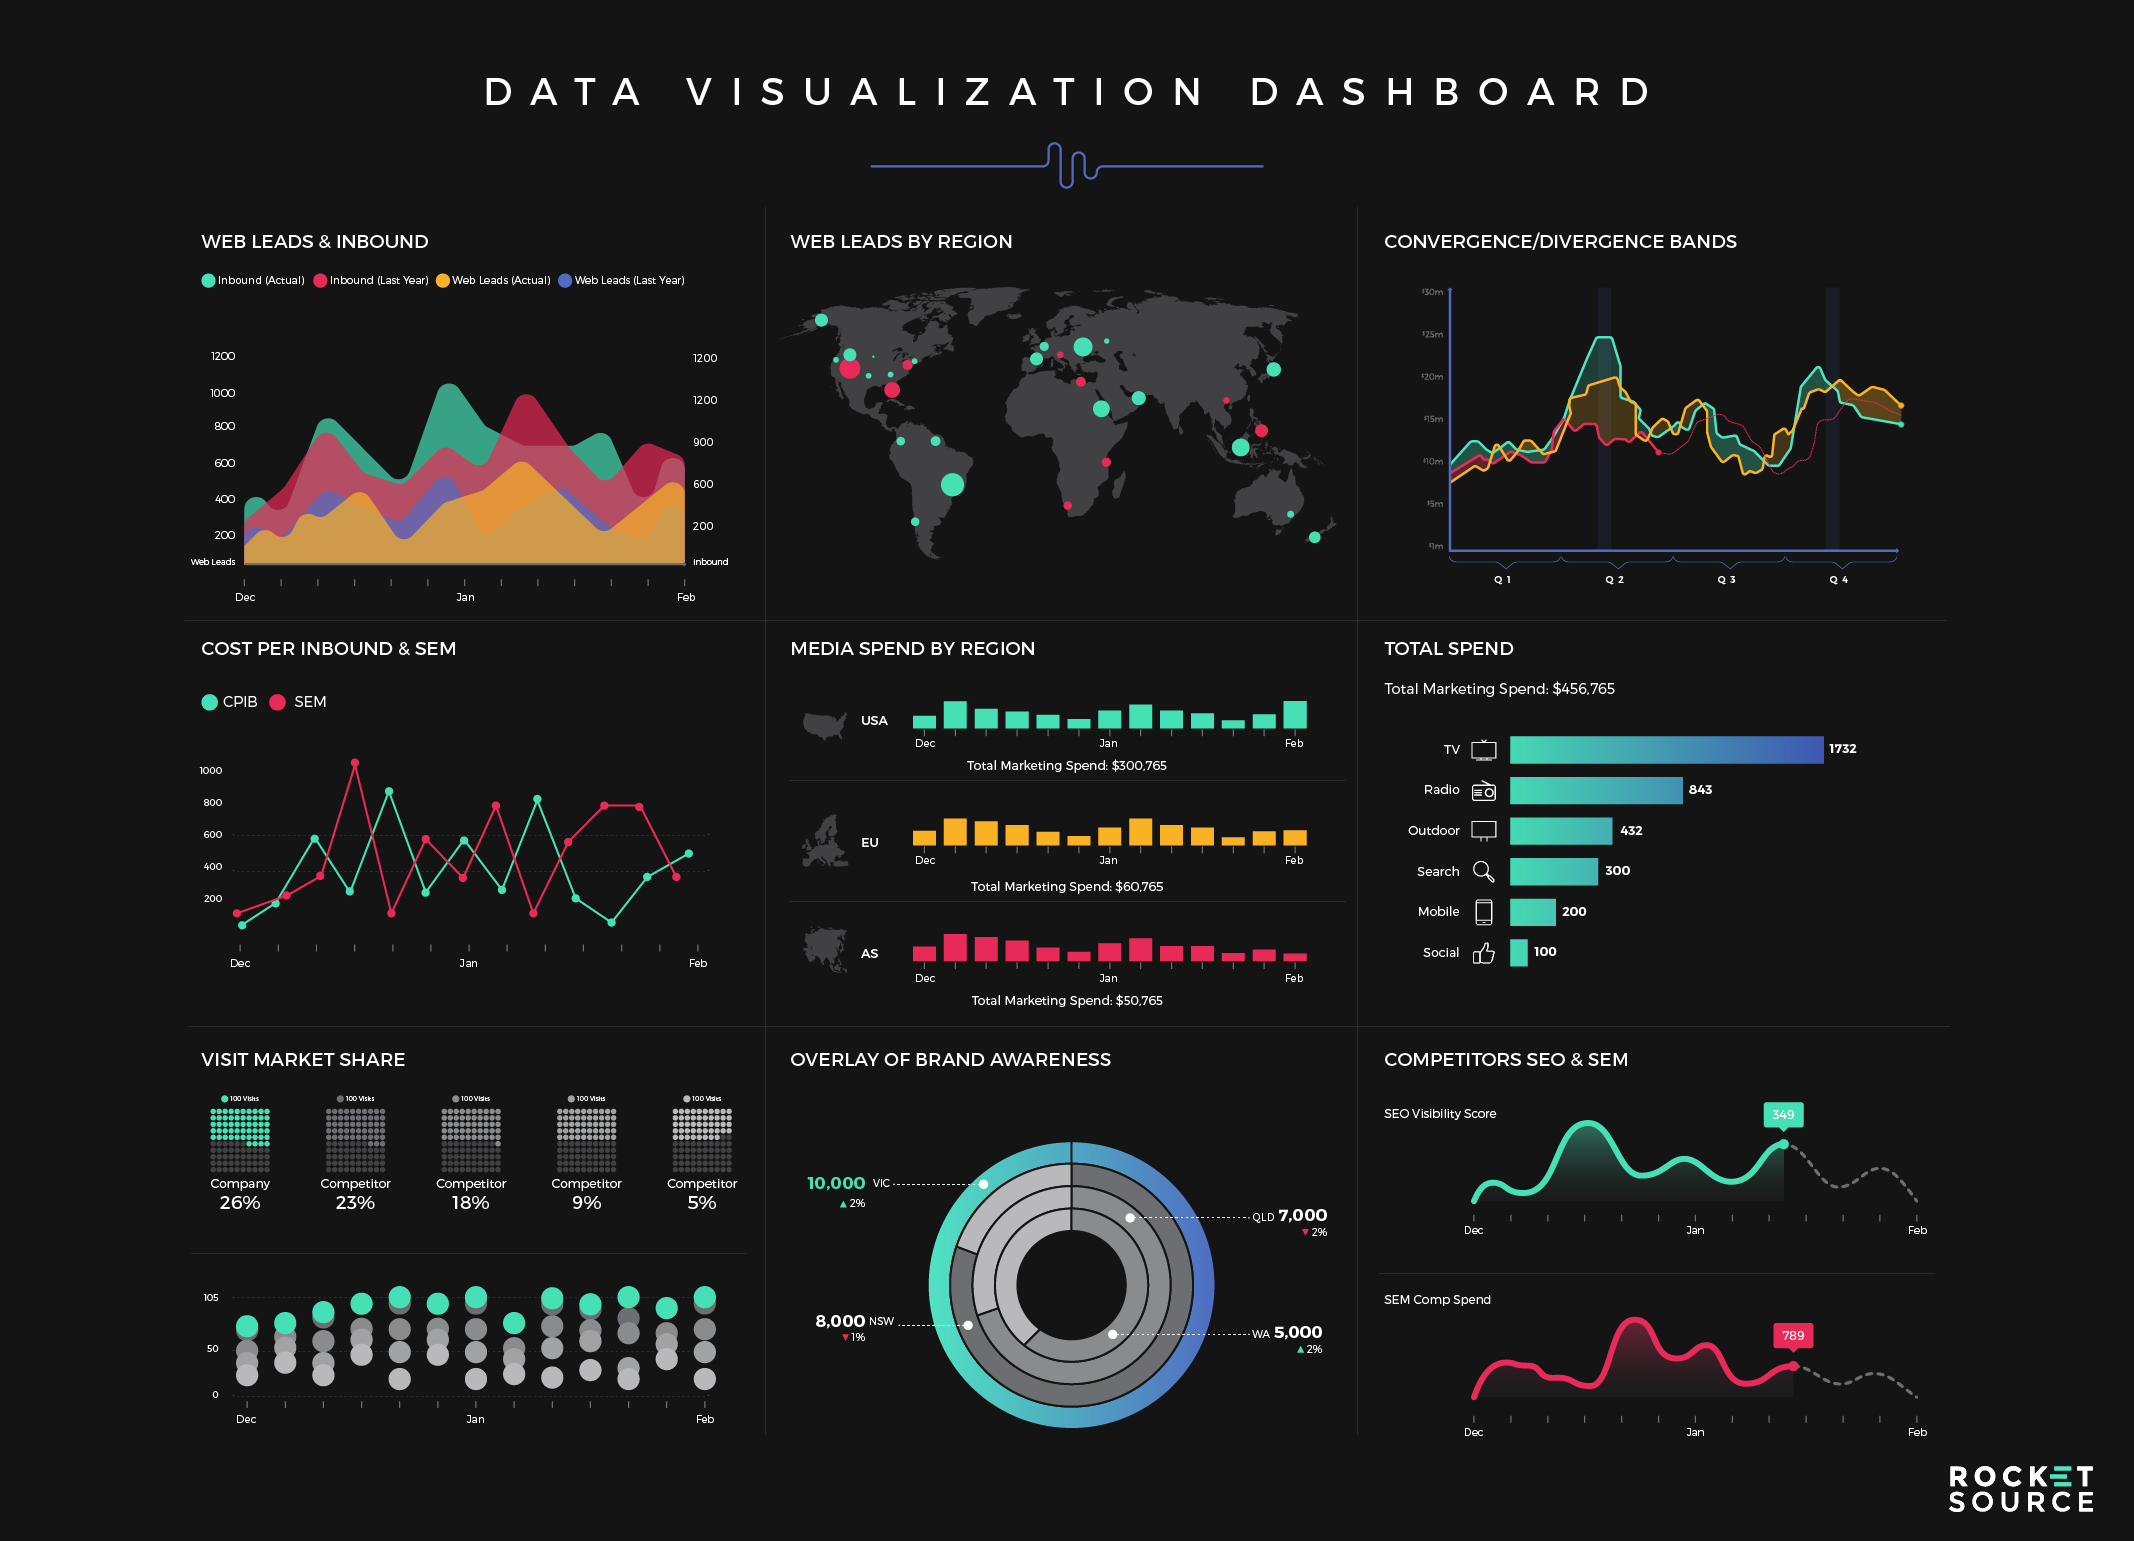 DATA VISUALIZATION DASHBOARD
WEB LEADS & INBOUND
Inbound (Actual)
Inbound (Last Year)
Web Leads (Actual)
Web Leads (Last Year)
1200
1000
800
600
400
200
Web Leads
1200
1200
900
600
200
Inbound
Dec
Jan
Feb
WEB LEADS BY REGION
CONVERGENCE/DIVERGENCE BANDS
$30m
$25m
$20m
$15m
$10m
$5m
$1m
Q 1
Q 2
Q 3
Q 4
COST PER INBOUND & SEM
CPIB
SEM
1000
800
600
400
200
Dec
Jan
Feb
MEDIA SPEND BY REGION
USA
Dec
Jan
Feb
Total Marketing Spend: $300,765
EU
Dec
Jan
Feb
Total Marketing Spend: $60,765
AS
Dec
Jan
Feb
Total Marketing Spend: $50,765
TOTAL SPEND
Total Marketing Spend: $456,765
TV 1732
Radio 843
Outdoor 432
Search 300
Mobile 200
Social 100
VISIT MARKET SHARE
100 Visits
100 Visits
100 Visits
100 Visits
100 Visits
Company
26%
Competitor
23%
Competitor
18%
Competitor
9%
Competitor
5%
105
50
0
Dec
Jan
Feb
OVERLAY OF BRAND AWARENESS
10,000 VIC
▲2%
QLD 7,000
▼2%
8,000 NSW
▼1%
WA 5,000
▲2%
COMPETITORS SEO & SEM
SEO Visibility Score
349
Dec
Jan
Feb
SEM Comp Spend
789
Dec
Jan
Feb
ROCKET
SOURCE